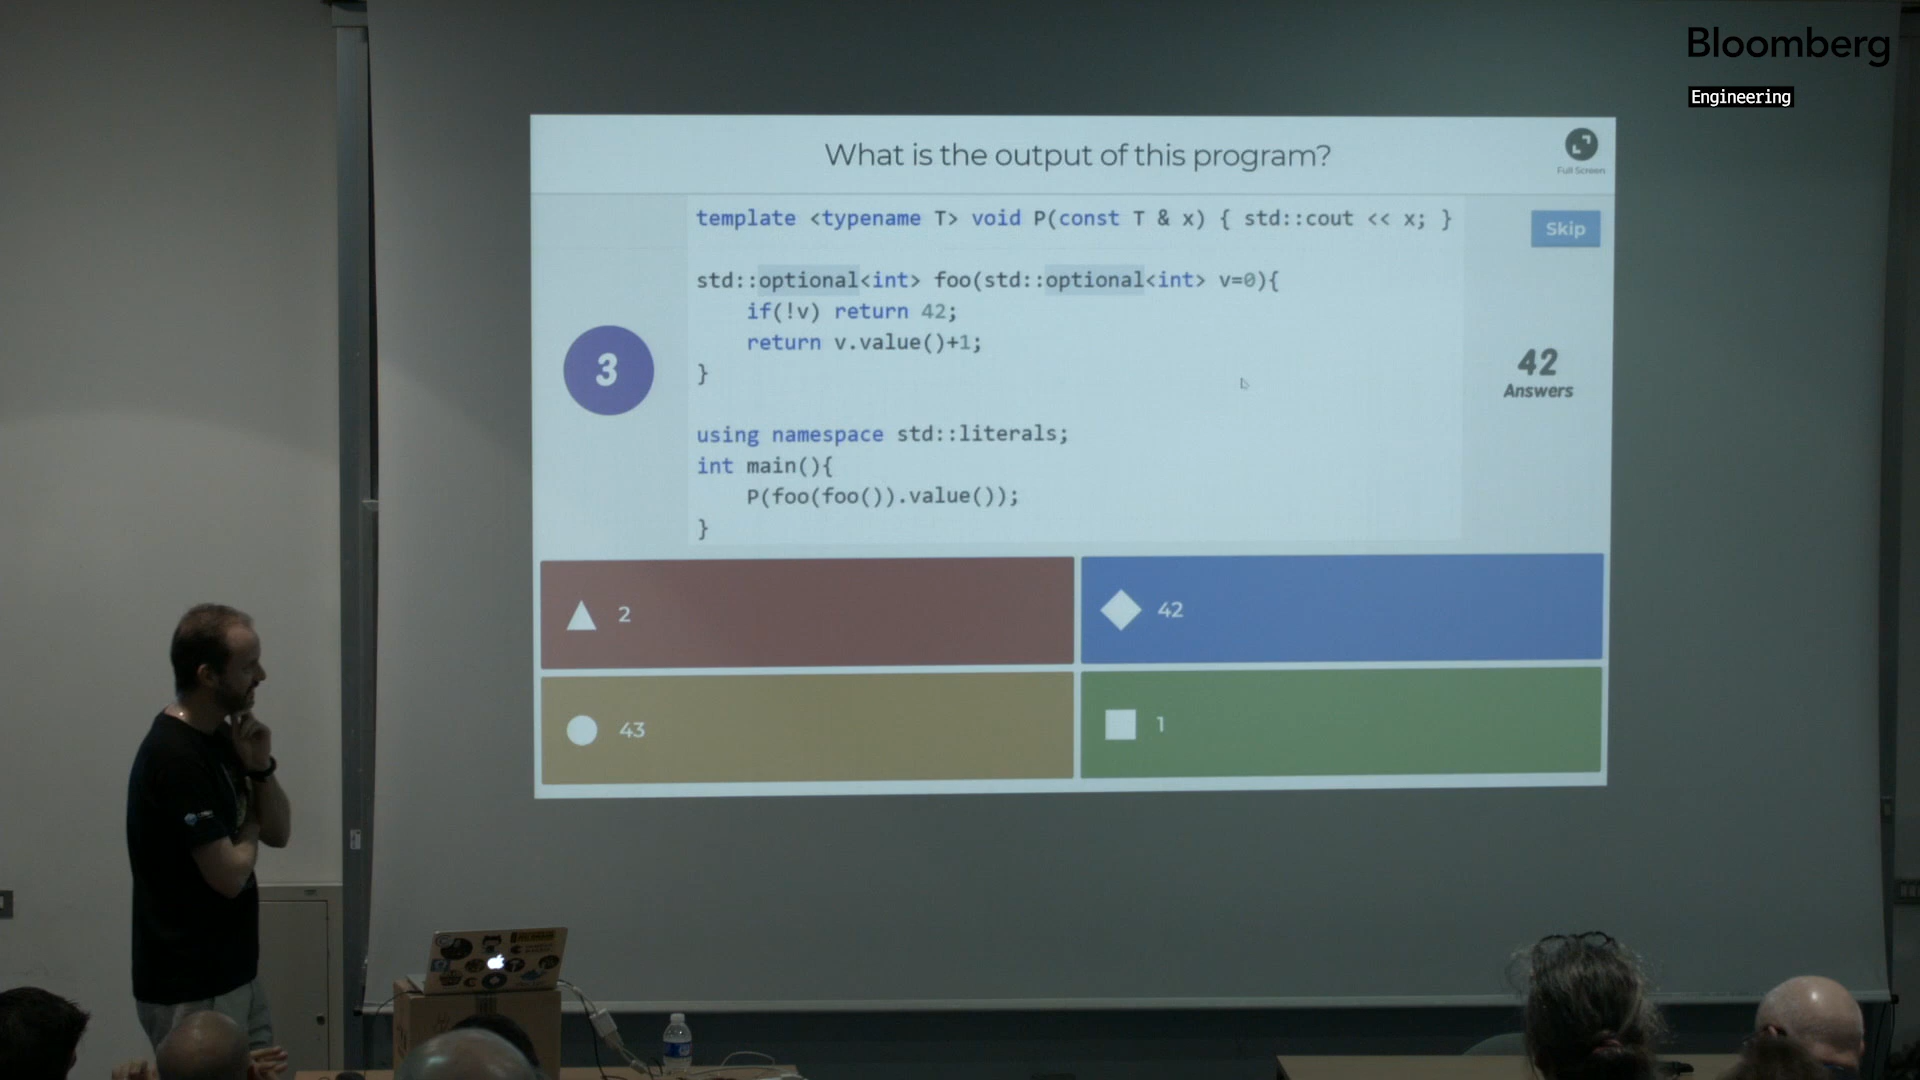 Bloomberg
Engineering
What is the output of this program?
Full Screen
Skip
template <typename T> void P(const T & x) { std::cout << x; }
std::optional<int> foo(std::optional<int> v=0){
if(!v) return 42;
return v.value()+1;
}
3
42
Answers
using namespace std::literals;
int main(){
P(foo(foo()).value());
}
2
42
43
1